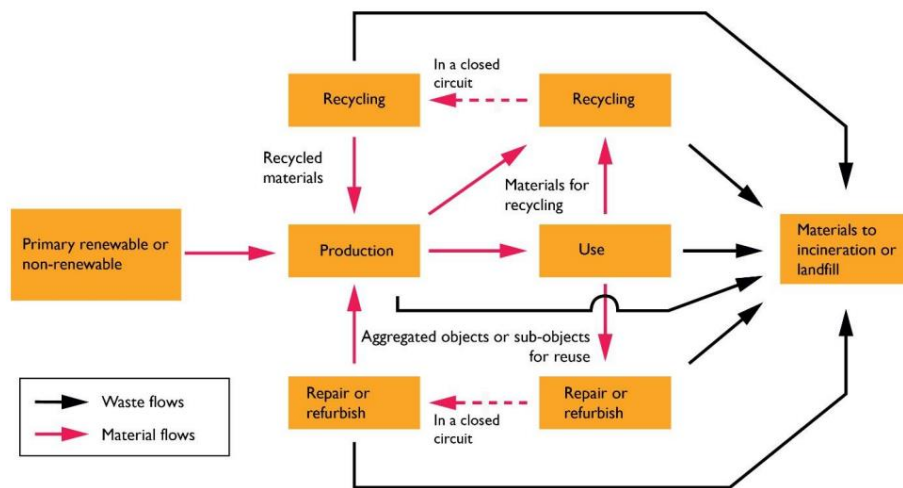 In a closed
circuit
Recycling
Recycling
Recycled
materials
Materials for
recycling
Primary renewable or
non-renewable
Production
Use
Materials to
incineration or
landfill
Aggregated objects or sub-objects
for reuse
Repair or
refurbish
Repair or
refurbish
In a closed
circuit
Waste flows
Material flows